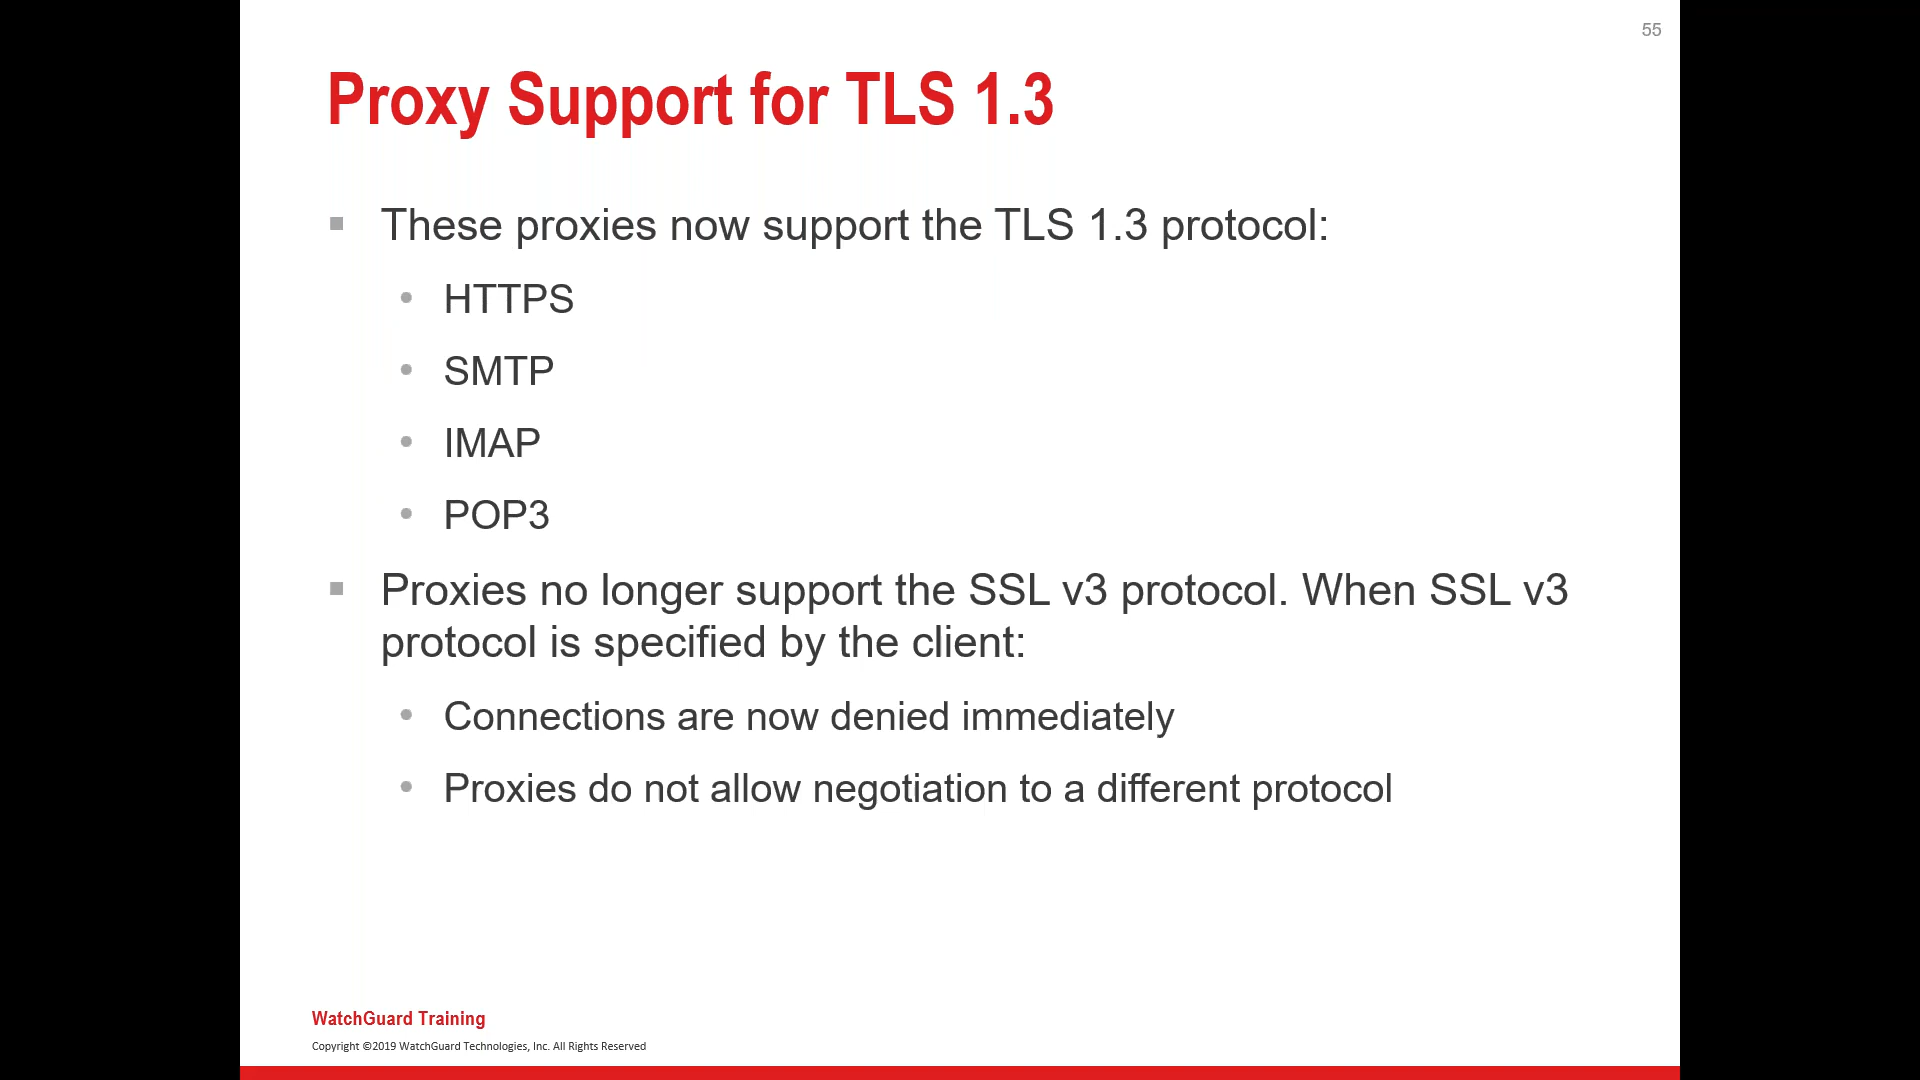 55
Proxy Support for TLS 1.3
These proxies now support the TLS 1.3 protocol:
HTTPS
SMTP
IMAP
POP3
Proxies no longer support the SSL v3 protocol. When SSL v3
protocol is specified by the client:
Connections are now denied immediately
Proxies do not allow negotiation to a different protocol
WatchGuard Training
Copyright ©2019 WatchGuard Technologies, Inc. All Rights Reserved